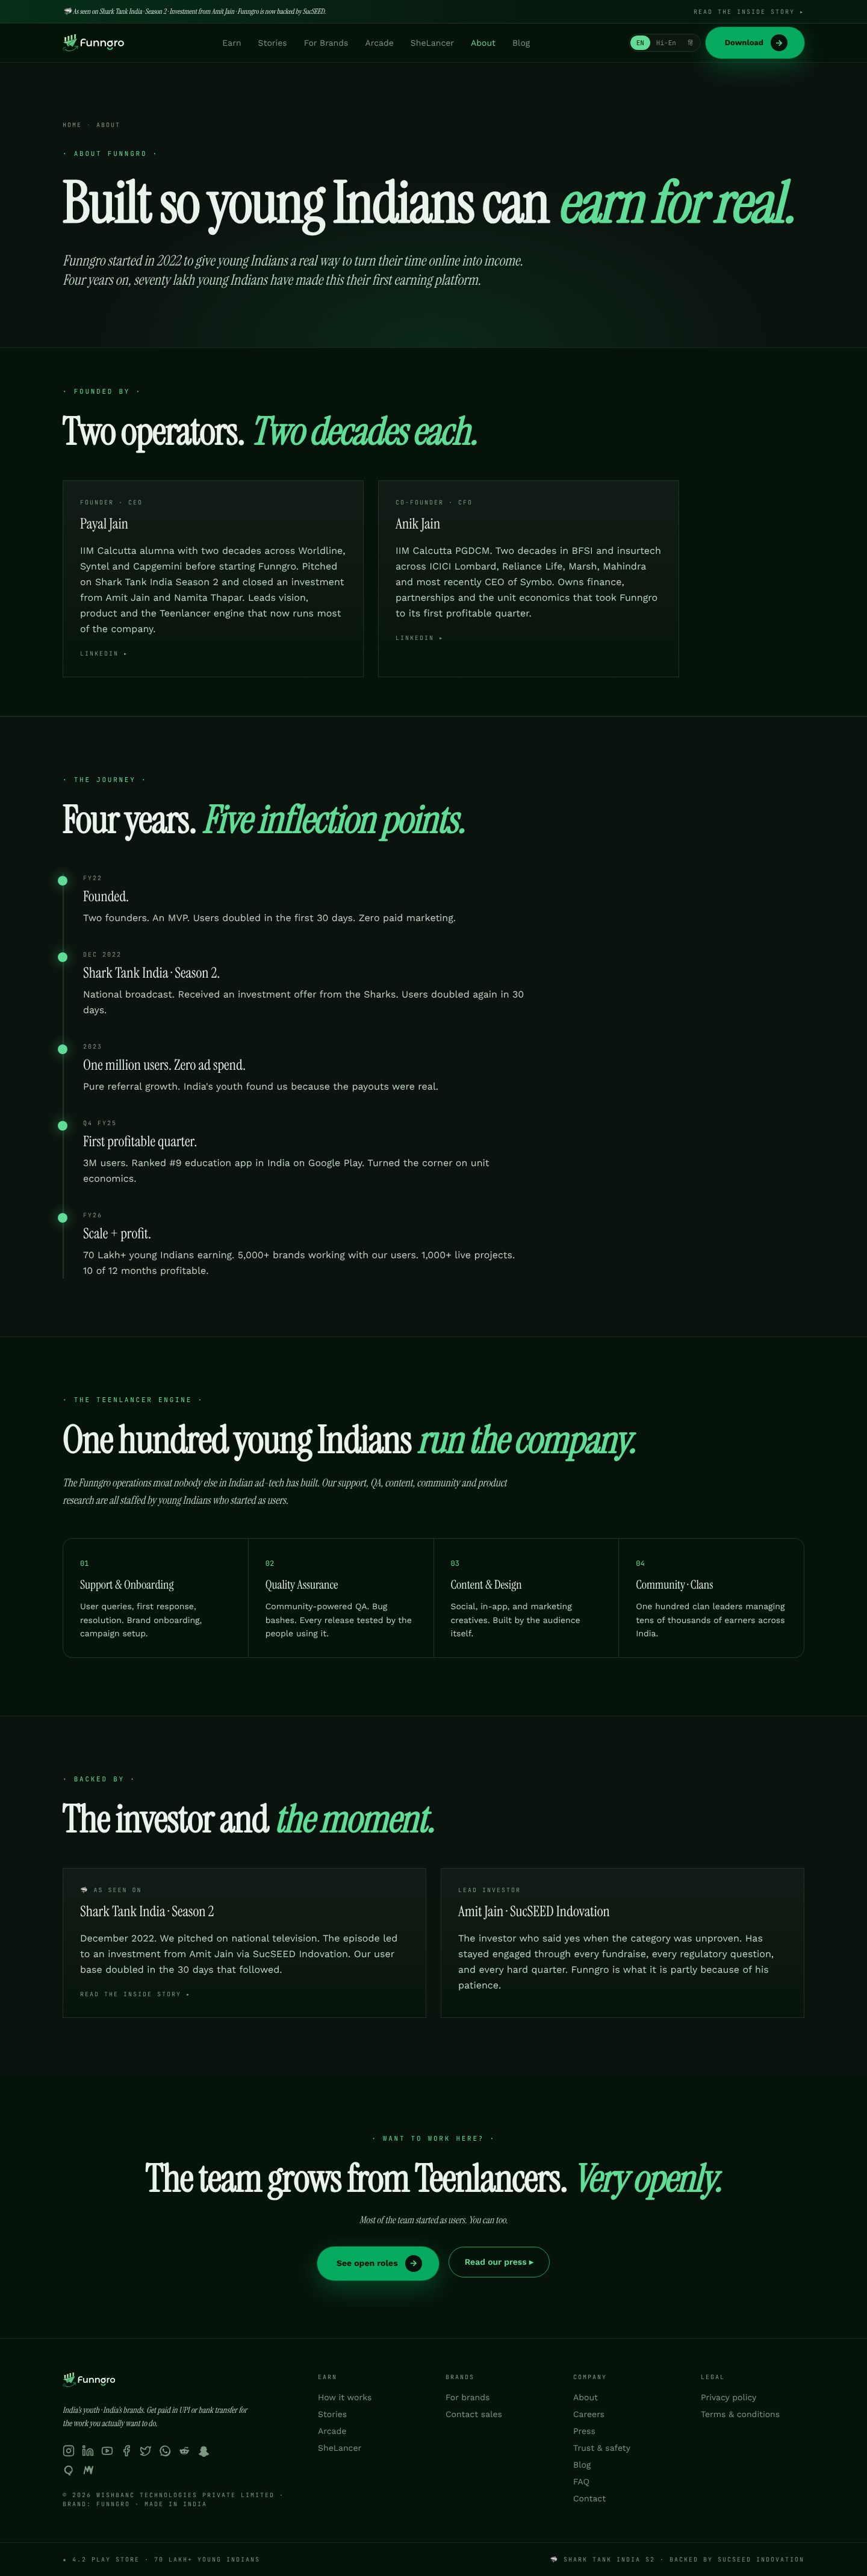 🦈 As seen on Shark Tank India · Season 2 · Investment from Amit Jain · Funngro is now backed by SucSEED.
READ THE INSIDE STORY ▸
Funngro
Earn Stories For Brands Arcade SheLancer About Blog
EN Hi-En हि
Download
HOME · ABOUT
· ABOUT FUNNGRO ·
Built so young Indians can earn for real.
Funngro started in 2022 to give young Indians a real way to turn their time online into income.
Four years on, seventy lakh young Indians have made this their first earning platform.
· FOUNDED BY ·
Two operators. Two decades each.
FOUNDER · CEO
Payal Jain
IIM Calcutta alumna with two decades across Worldline,
Syntel and Capgemini before starting Funngro. Pitched
on Shark Tank India Season 2 and closed an investment
from Amit Jain and Namita Thapar. Leads vision,
product and the Teenlancer engine that now runs most
of the company.
LINKEDIN ▸
CO-FOUNDER · CFO
Anik Jain
IIM Calcutta PGDCM. Two decades in BFSI and insurtech
across ICICI Lombard, Reliance Life, Marsh, Mahindra
and most recently CEO of Symbo. Owns finance,
partnerships and the unit economics that took Funngro
to its first profitable quarter.
LINKEDIN ▸
· THE JOURNEY ·
Four years. Five inflection points.
FY22
Founded.
Two founders. An MVP. Users doubled in the first 30 days. Zero paid marketing.
DEC 2022
Shark Tank India · Season 2.
National broadcast. Received an investment offer from the Sharks. Users doubled again in 30
days.
2023
One million users. Zero ad spend.
Pure referral growth. India's youth found us because the payouts were real.
Q4 FY25
First profitable quarter.
3M users. Ranked #9 education app in India on Google Play. Turned the corner on unit
economics.
FY26
Scale + profit.
70 Lakh+ young Indians earning. 5,000+ brands working with our users. 1,000+ live projects.
10 of 12 months profitable.
· THE TEENLANCER ENGINE ·
One hundred young Indians run the company.
The Funngro operations moat nobody else in Indian ad-tech has built. Our support, QA, content, community and product
research are all staffed by young Indians who started as users.
01
Support & Onboarding
User queries, first response,
resolution. Brand onboarding,
campaign setup.
02
Quality Assurance
Community-powered QA. Bug
bashes. Every release tested by the
people using it.
03
Content & Design
Social, in-app, and marketing
creatives. Built by the audience
itself.
04
Community · Clans
One hundred clan leaders managing
tens of thousands of earners across
India.
· BACKED BY ·
The investor and the moment.
🦈 AS SEEN ON
Shark Tank India · Season 2
December 2022. We pitched on national television. The episode led
to an investment from Amit Jain via SucSEED Indovation. Our user
base doubled in the 30 days that followed.
READ THE INSIDE STORY ▸
LEAD INVESTOR
Amit Jain · SucSEED Indovation
The investor who said yes when the category was unproven. Has
stayed engaged through every fundraise, every regulatory question,
and every hard quarter. Funngro is what it is partly because of his
patience.
· WANT TO WORK HERE? ·
The team grows from Teenlancers. Very openly.
Most of the team started as users. You can too.
See open roles
Read our press ▸
Funngro
India's youth · India's brands. Get paid in UPI or bank transfer for
the work you actually want to do.
© 2026 WISHBANC TECHNOLOGIES PRIVATE LIMITED ·
BRAND: FUNNGRO · MADE IN INDIA
EARN
How it works
Stories
Arcade
SheLancer
BRANDS
For brands
Contact sales
COMPANY
About
Careers
Press
Trust & safety
Blog
FAQ
Contact
LEGAL
Privacy policy
Terms & conditions
★ 4.2 PLAY STORE · 70 LAKH+ YOUNG INDIANS
🦈 SHARK TANK INDIA S2 · BACKED BY SUCSEED INDOVATION